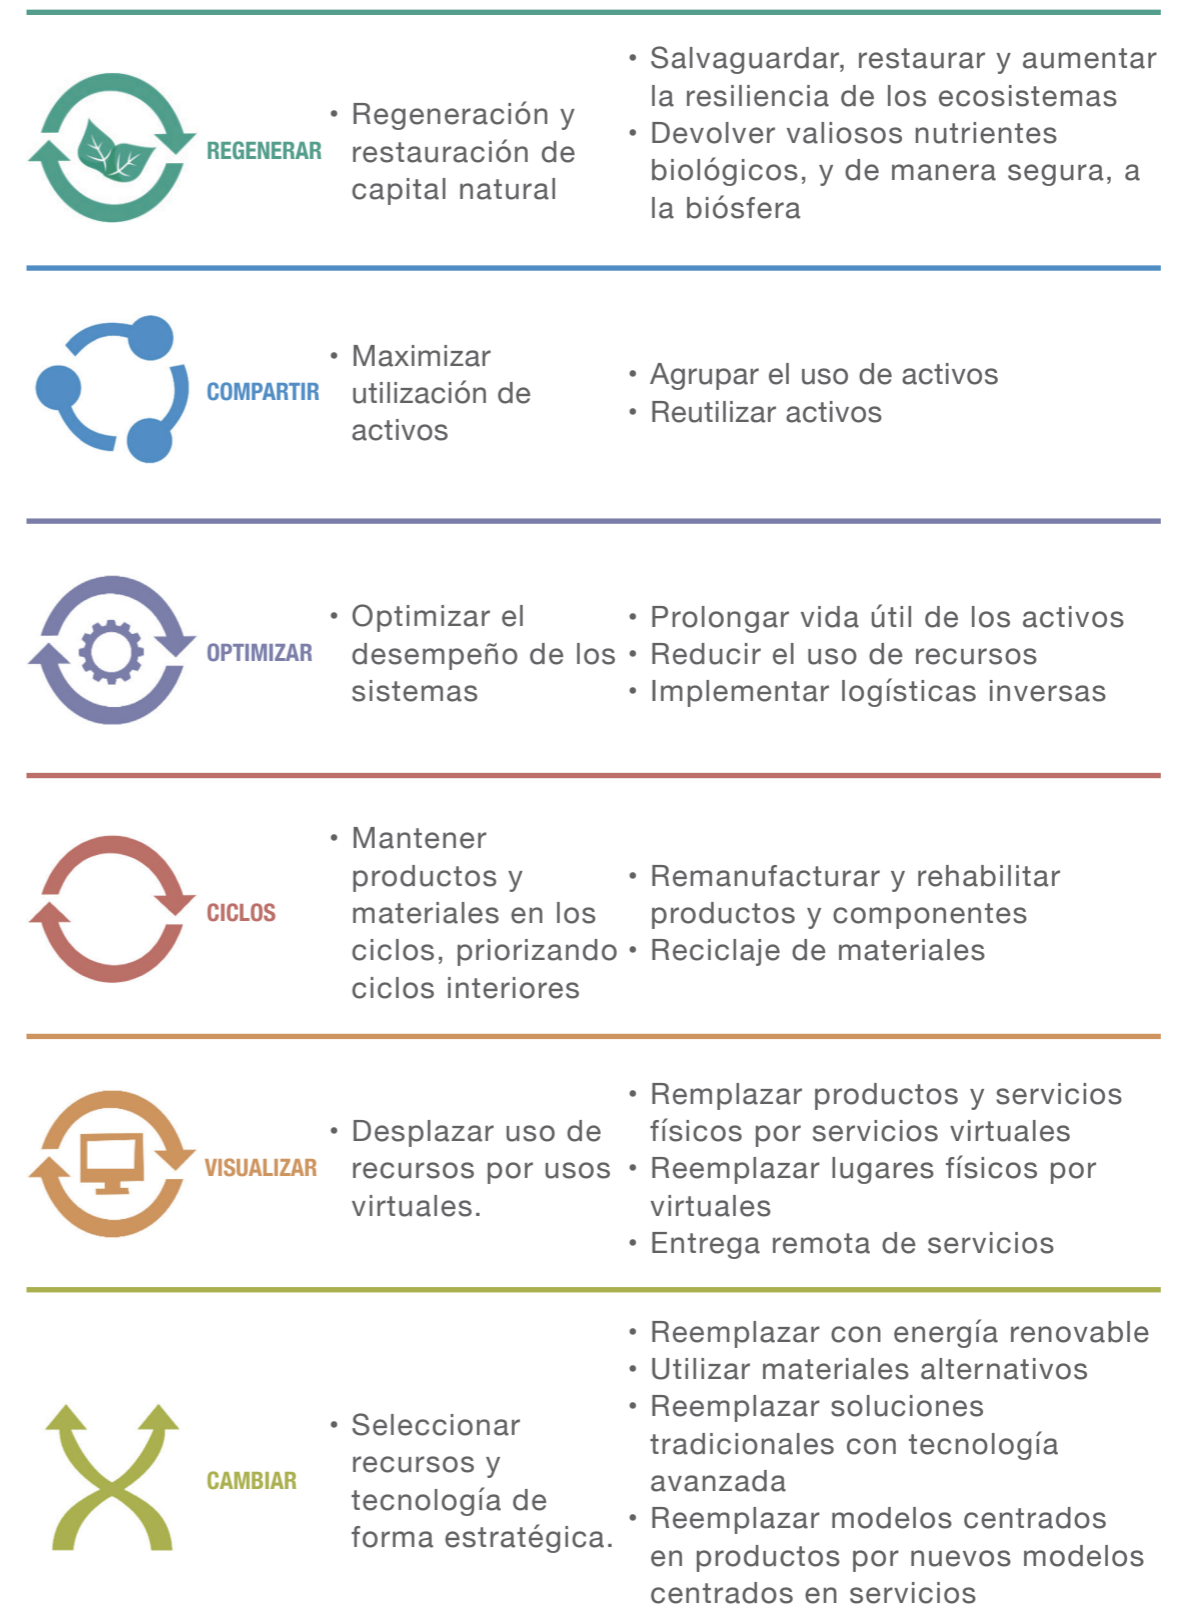 REGENERAR
• Regeneración y
restauración de
capital natural
• Salvaguardar, restaurar y aumentar
la resiliencia de los ecosistemas
• Devolver valiosos nutrientes
biológicos, y de manera segura, a
la biósfera
COMPARTIR
• Maximizar
utilización de
activos
• Agrupar el uso de activos
• Reutilizar activos
OPTIMIZAR
• Optimizar el
desempeño de los
sistemas
• Prolongar vida útil de los activos
• Reducir el uso de recursos
• Implementar logísticas inversas
CICLOS
• Mantener
productos y
materiales en los
ciclos, priorizando
ciclos interiores
• Remanufacturar y rehabilitar
productos y componentes
• Reciclaje de materiales
VISUALIZAR
• Desplazar uso de
recursos por usos
virtuales.
• Remplazar productos y servicios
físicos por servicios virtuales
• Reemplazar lugares físicos por
virtuales
• Entrega remota de servicios
CAMBIAR
• Seleccionar
recursos y
tecnología de
forma estratégica.
• Reemplazar con energía renovable
• Utilizar materiales alternativos
• Reemplazar soluciones
tradicionales con tecnología
avanzada
• Reemplazar modelos centrados
en productos por nuevos modelos
centrados en servicios